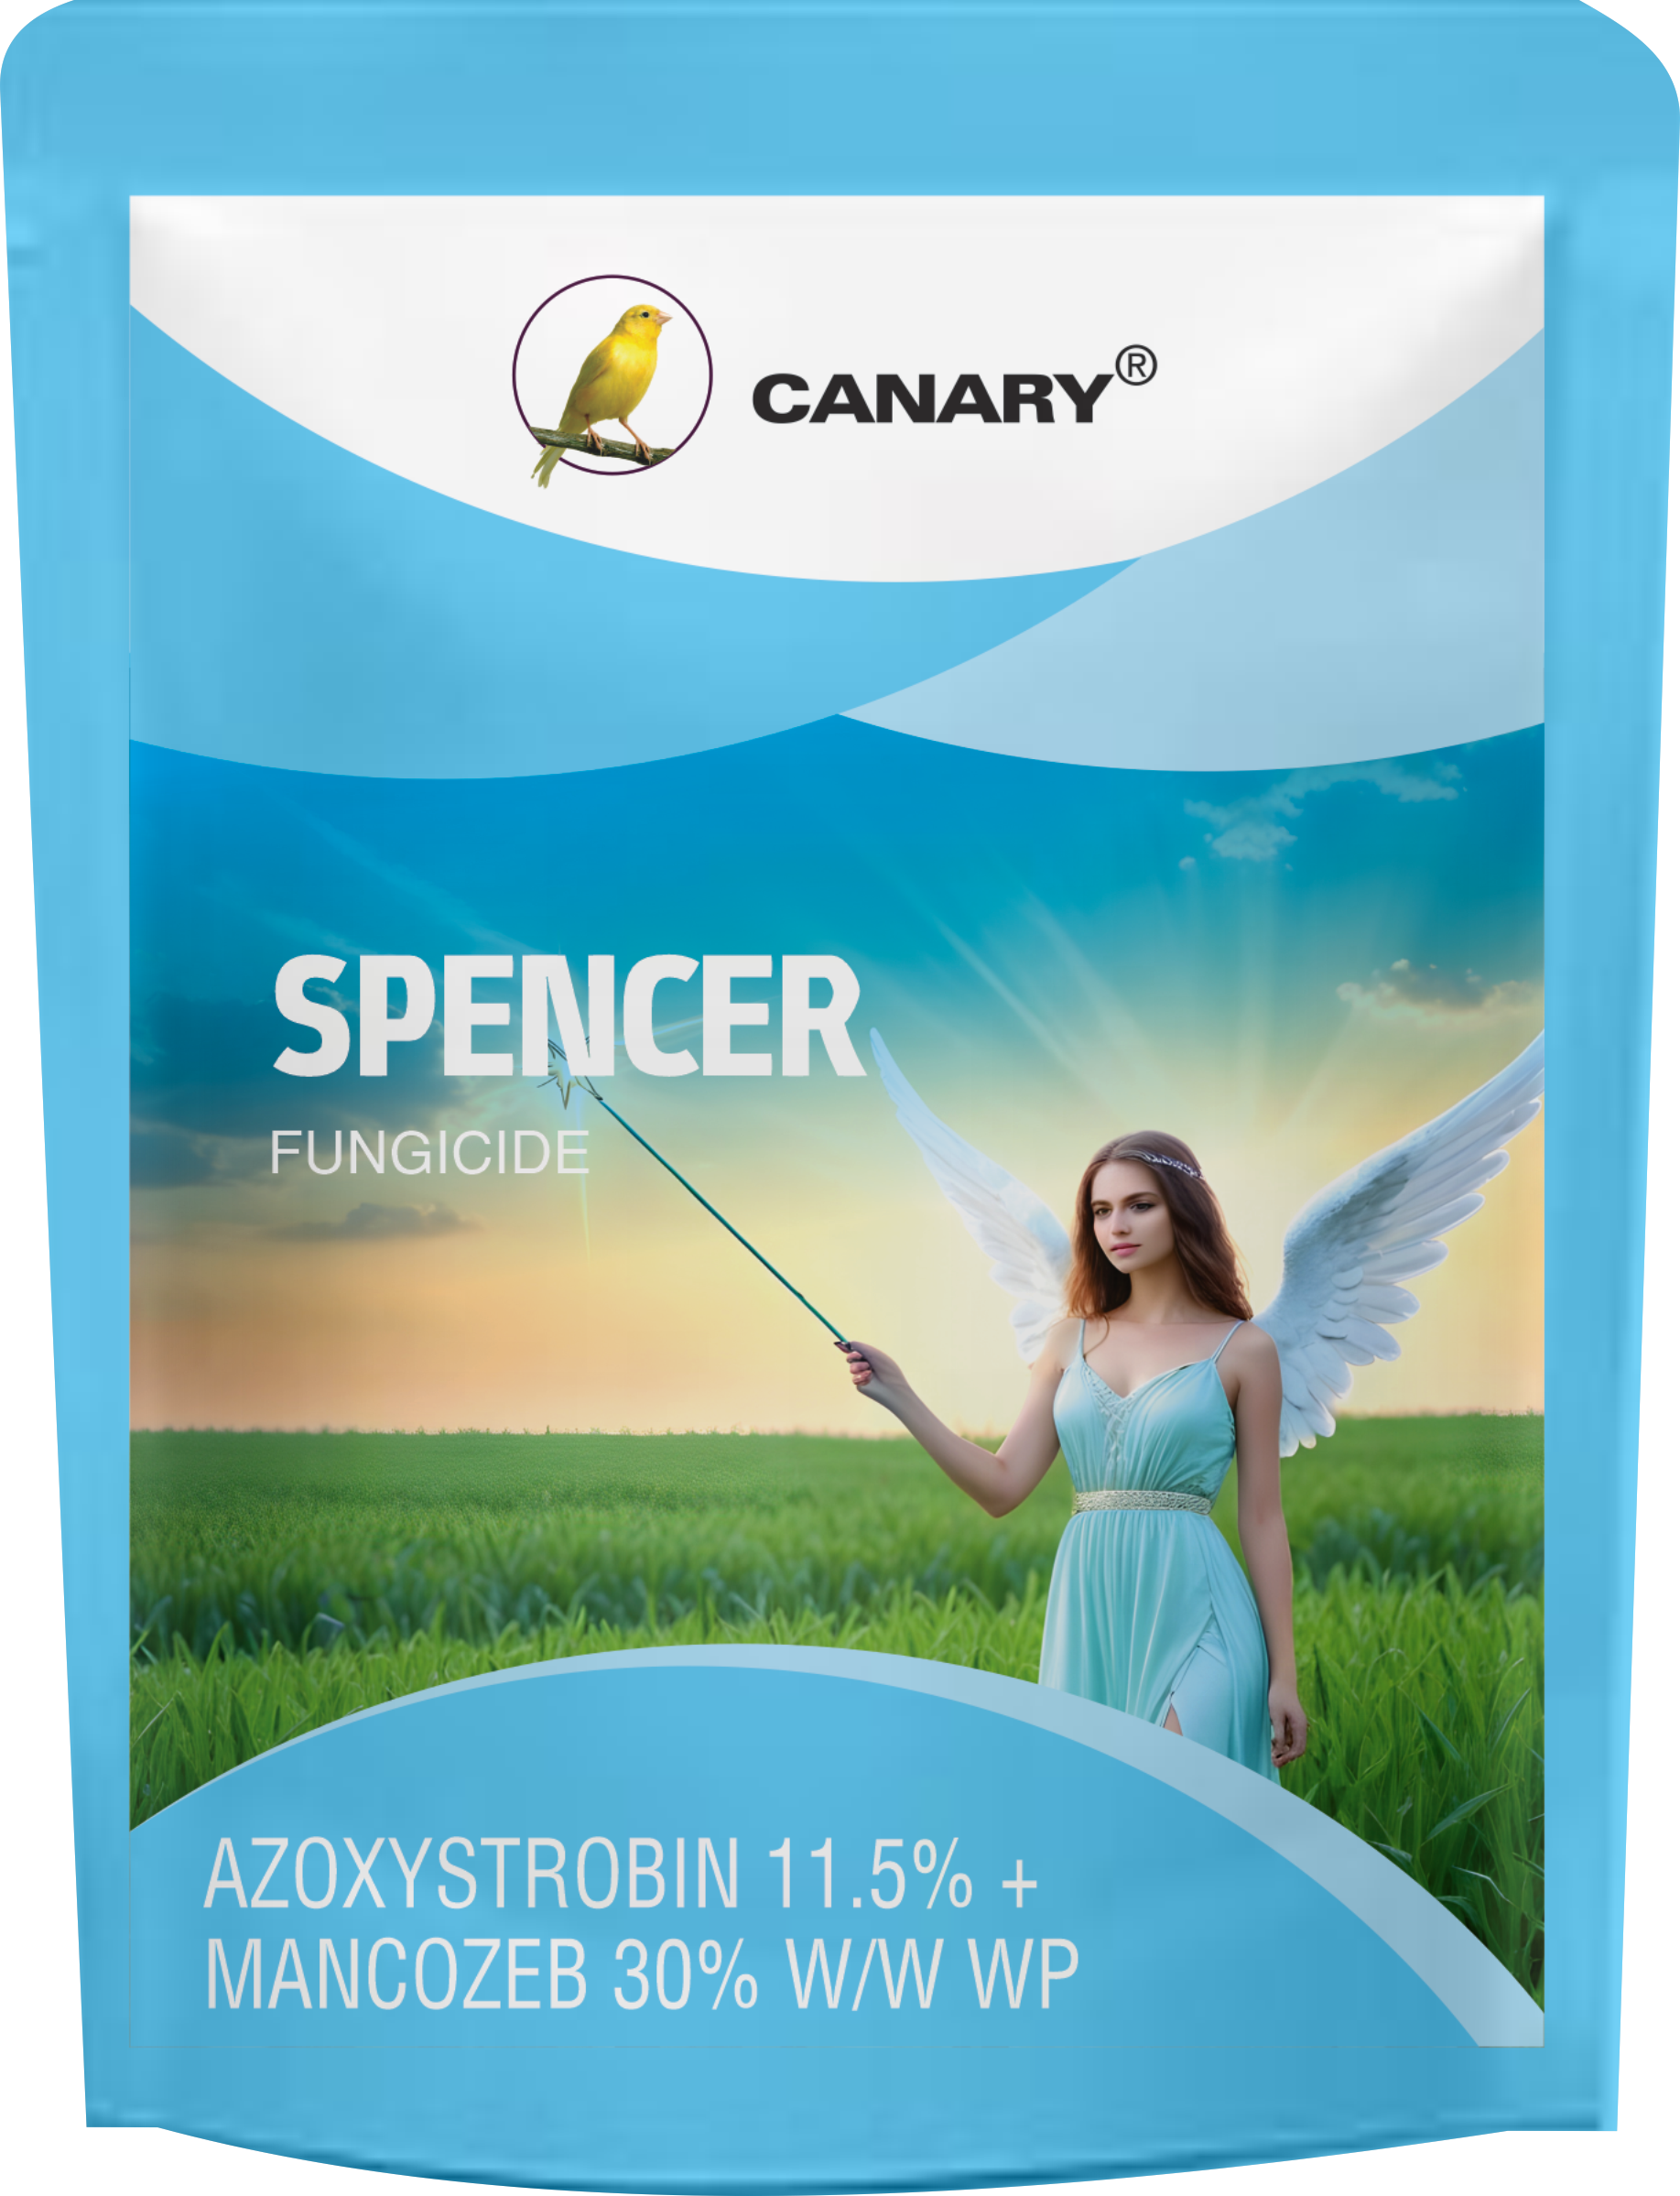 CANARY®
SPENCER
FUNGICIDE
AZOXYSTROBIN 11.5% +
MANCOZEB 30% W/W WP